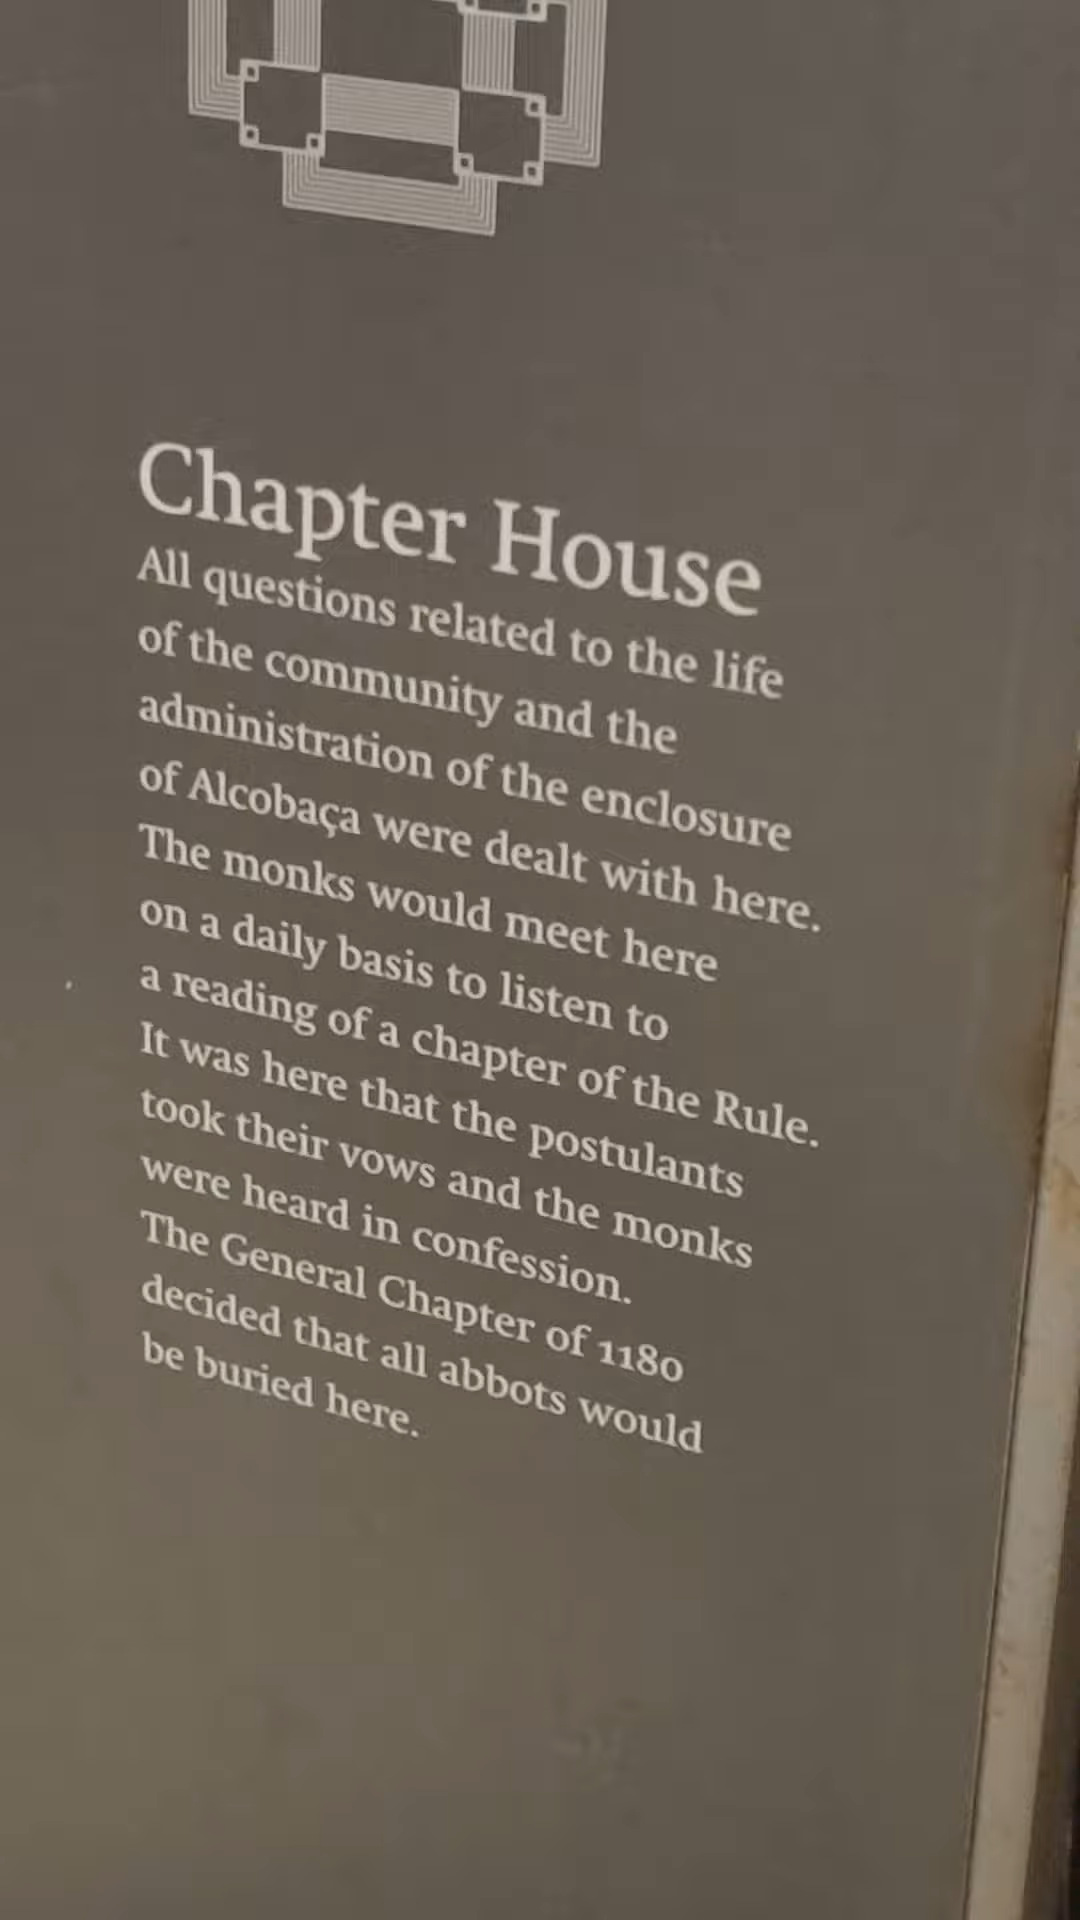 Chapter House
All questions related to the life
of the community and the
administration of the enclosure
of Alcobaça were dealt with here.
The monks would meet here
on a daily basis to listen to
a reading of a chapter of the Rule.
It was here that the postulants
took their vows and the monks
were heard in confession.
The General Chapter of 1180
decided that all abbots would
be buried here.